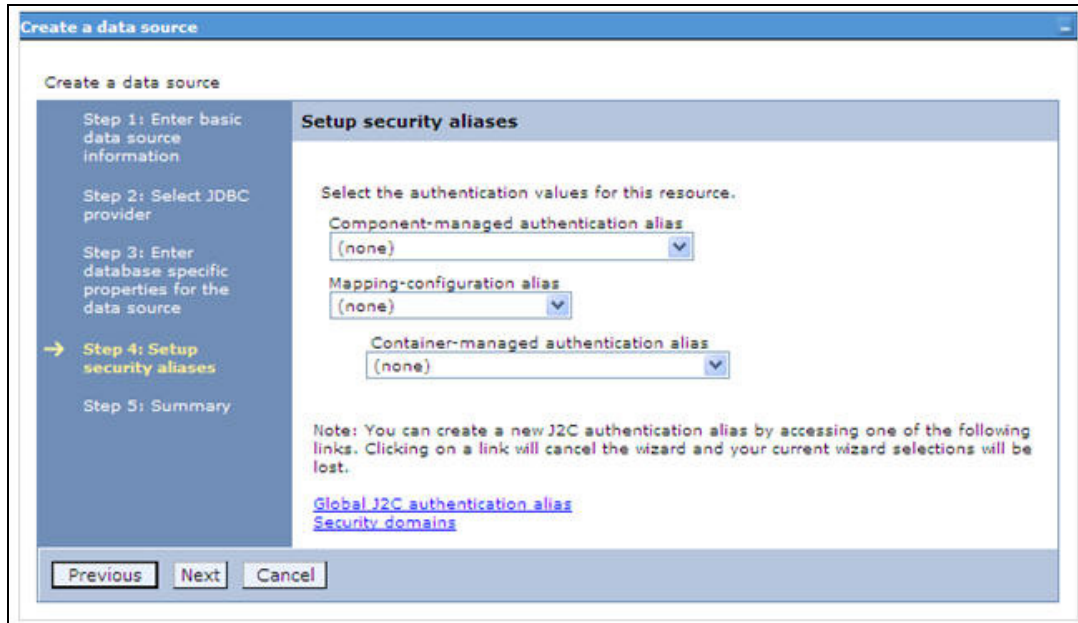 Create a data source
Create a data source
Step 1: Enter basic
data source
information
Step 2: Select JDBC
provider
Step 3: Enter
database specific
properties for the
data source
Step 4: Setup
security aliases
Step 5: Summary
Setup security aliases
Select the authentication values for this resource.
Component-managed authentication alias
(none)
Mapping-configuration alias
(none)
Container-managed authentication alias
(none)
Note: You can create a new J2C authentication alias by accessing one of the following
links. Clicking on a link will cancel the wizard and your current wizard selections will be
lost.
Global J2C authentication alias
Security domains
Previous Next Cancel